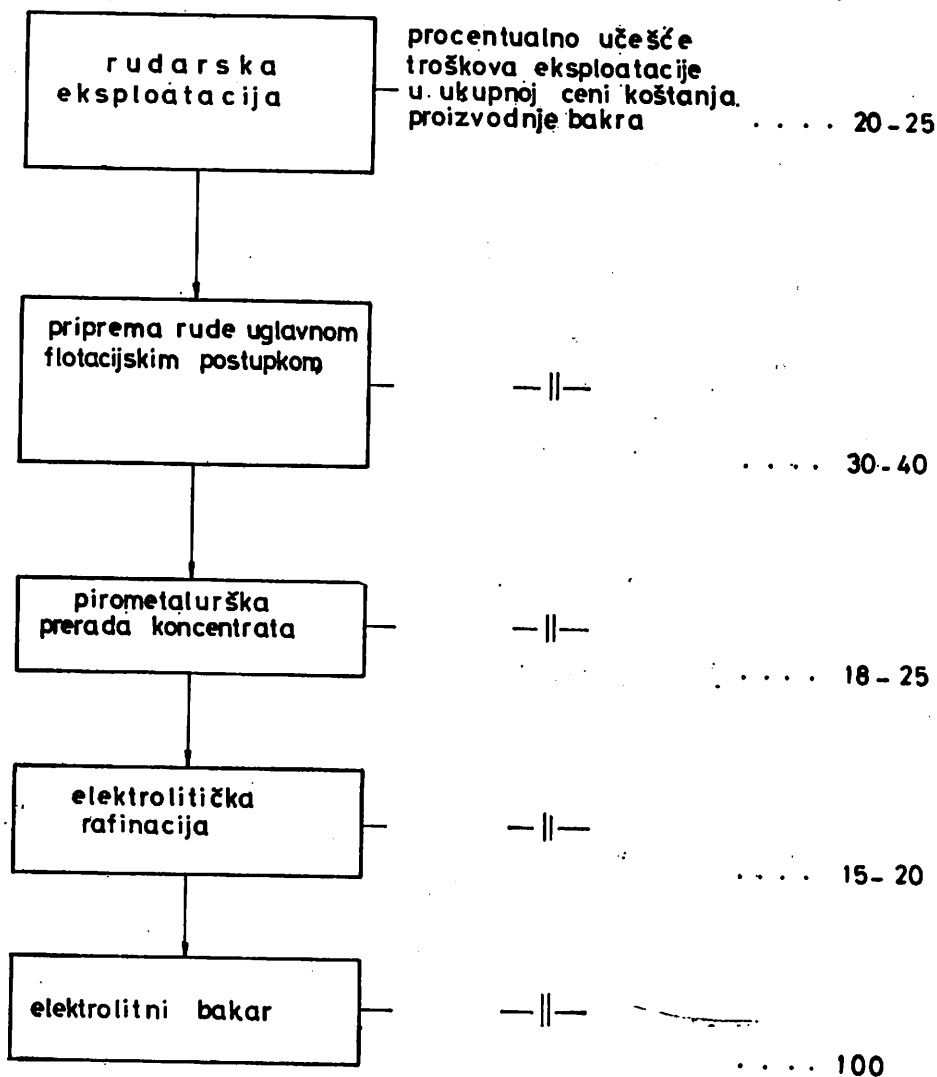 rudarska
eksploatacija
procentualno učešće
troškova eksploatacije
u. ukupnoj ceni koštanja.
proizvodnje bakra . . . . 20-25
priprema rude uglavnom
flotacijskim postupkom,
— || —
. . . . 30-40
pirometalurška
prerada koncentrata
— || —
. . . . 18-25
elektrolitička
rafinacija
— || —
. . . . 15-20
elektrolitni bakar
— || —
. . . . 100